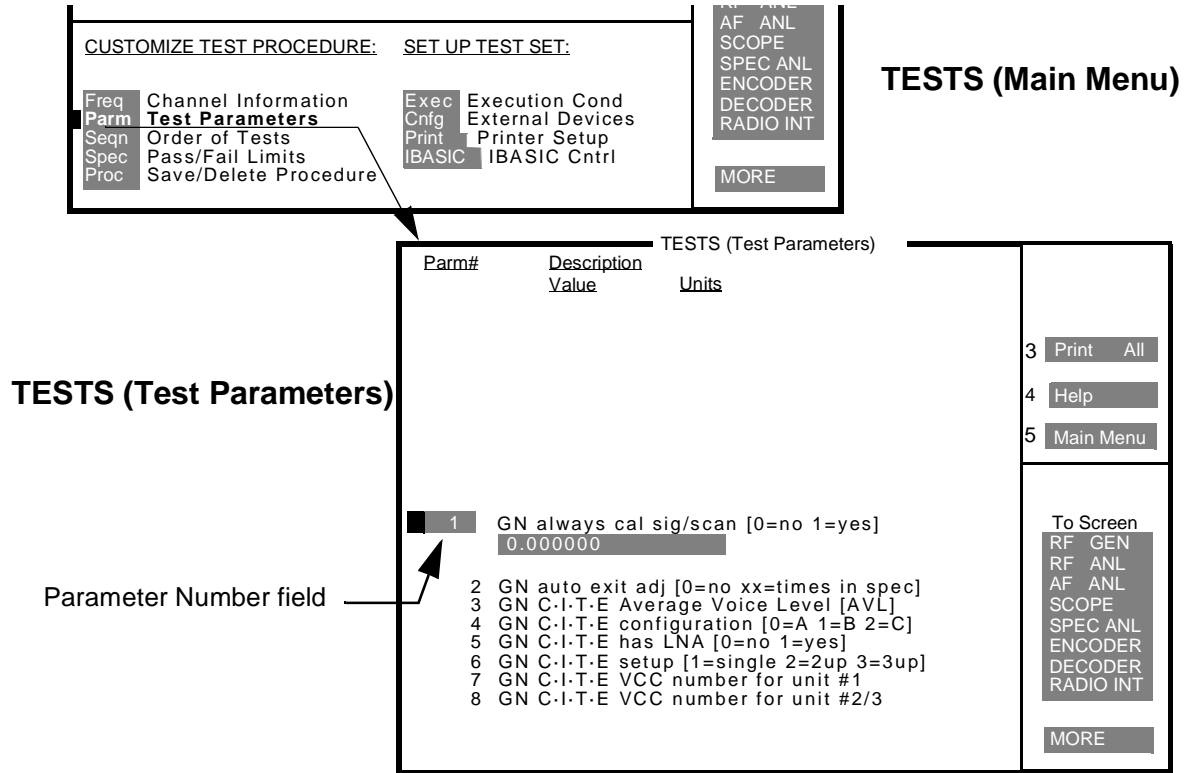 RF ANL
AF ANL
SCOPE
SPEC ANL
ENCODER
DECODER
RADIO INT
MORE
TESTS (Main Menu)
CUSTOMIZE TEST PROCEDURE:
SET UP TEST SET:
Freq Channel Information
Parm Test Parameters
Seqn Order of Tests
Spec Pass/Fail Limits
Proc Save/Delete Procedure
Exec Execution Cond
Cnfg External Devices
Print Printer Setup
IBASIC IBASIC Cntrl
TESTS (Test Parameters)
TESTS (Test Parameters)
Parm# Description
Value Units
3 Print All
4 Help
5 Main Menu
1 GN always cal sig/scan [0=no 1=yes]
0.000000
Parameter Number field
2 GN auto exit adj [0=no xx=times in spec]
3 GN C·I·T·E Average Voice Level [AVL]
4 GN C·I·T·E configuration [0=A 1=B 2=C]
5 GN C·I·T·E has LNA [0=no 1=yes]
6 GN C·I·T·E setup [1=single 2=2up 3=3up]
7 GN C·I·T·E VCC number for unit #1
8 GN C·I·T·E VCC number for unit #2/3
To Screen
RF GEN
RF ANL
AF ANL
SCOPE
SPEC ANL
ENCODER
DECODER
RADIO INT
MORE